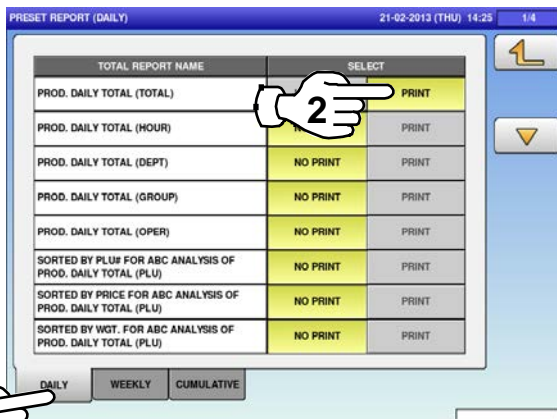 PRESET REPORT (DAILY) 21-02-2013 (THU) 14:25 1/4
TOTAL REPORT NAME SELECT
PROD. DAILY TOTAL (TOTAL) PRINT
2
PROD. DAILY TOTAL (HOUR) PRINT
PROD. DAILY TOTAL (DEPT) NO PRINT PRINT
PROD. DAILY TOTAL (GROUP) NO PRINT PRINT
PROD. DAILY TOTAL (OPER) NO PRINT PRINT
SORTED BY PLU# FOR ABC ANALYSIS OF
PROD. DAILY TOTAL (PLU) NO PRINT PRINT
SORTED BY PRICE FOR ABC ANALYSIS OF
PROD. DAILY TOTAL (PLU) NO PRINT PRINT
SORTED BY WGT. FOR ABC ANALYSIS OF
PROD. DAILY TOTAL (PLU) NO PRINT PRINT
DAILY WEEKLY CUMULATIVE